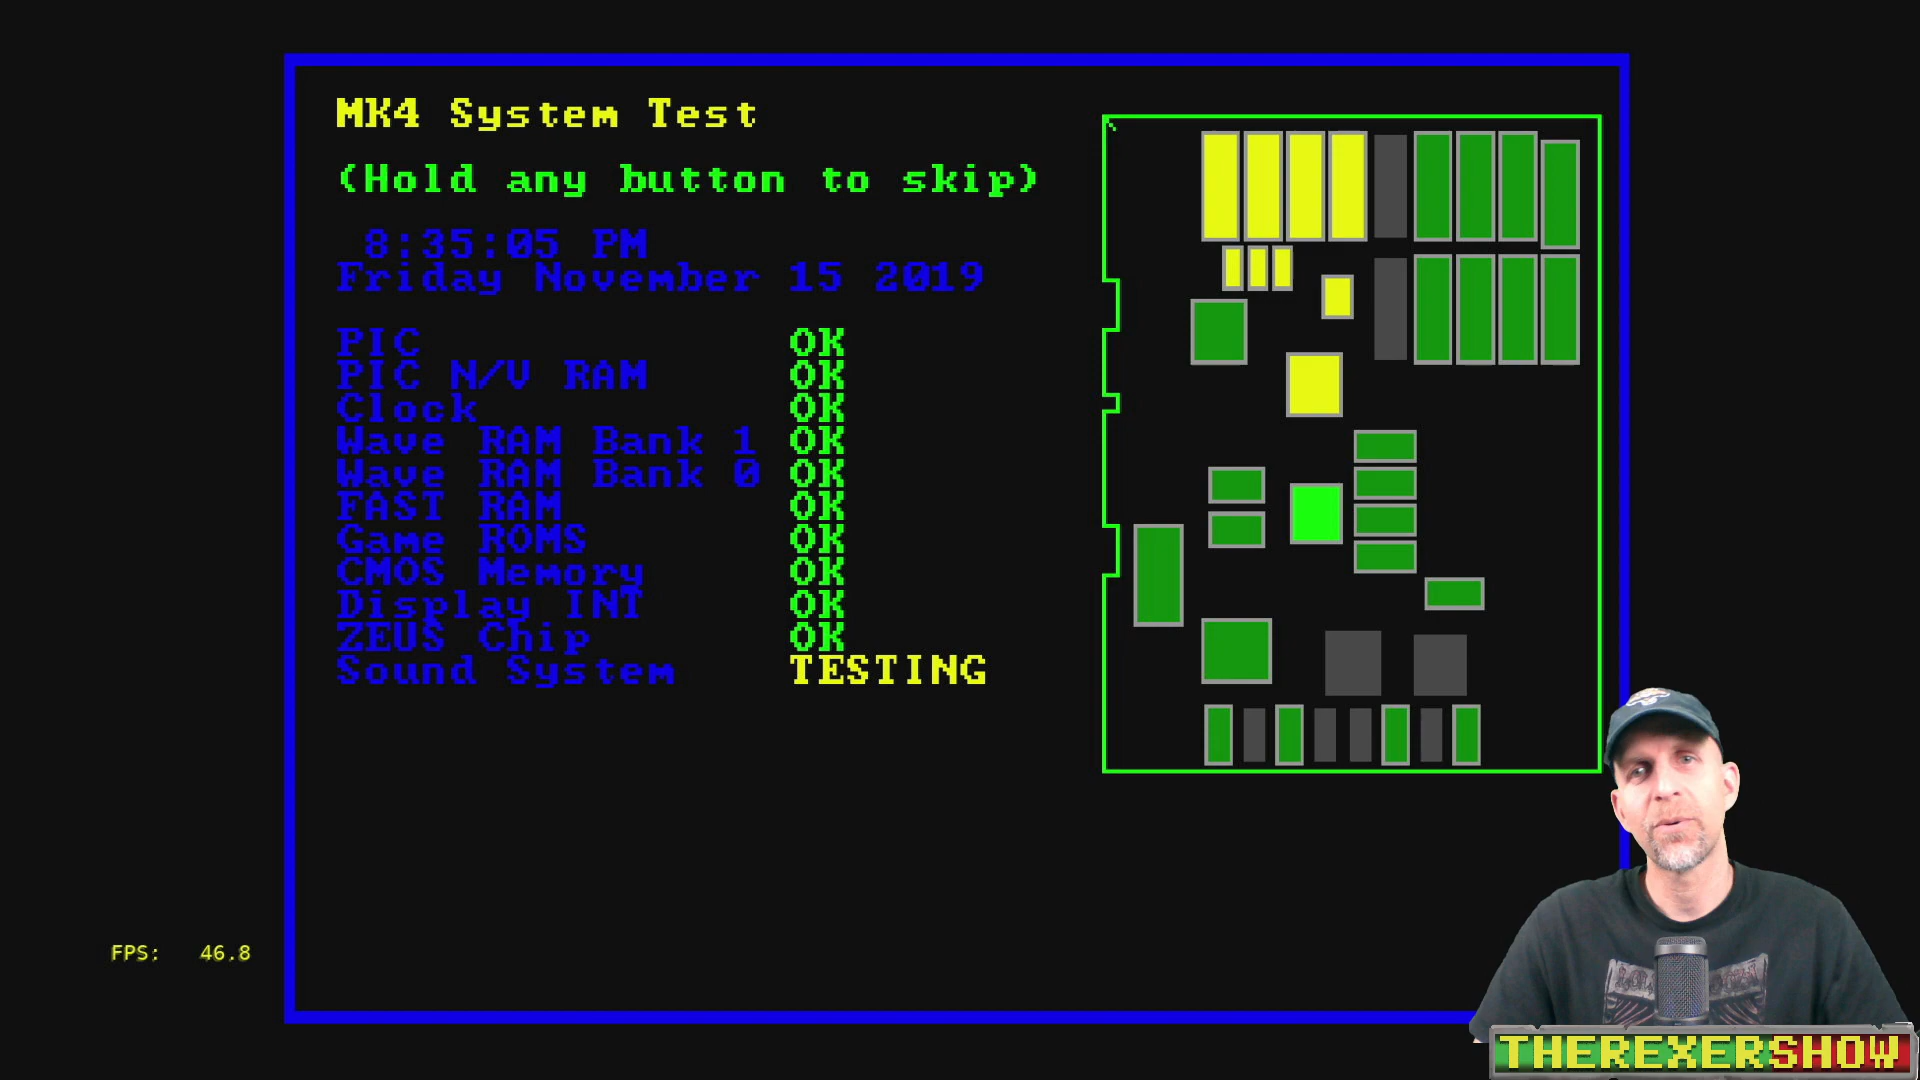 MK4 System Test
(Hold any button to skip)
8:35:05 PM
Friday November 15 2019
PIC OK
PIC N/V RAM OK
Clock OK
Wave RAM Bank 1 OK
Wave RAM Bank 0 OK
FAST RAM OK
Game ROMS OK
CMOS Memory OK
Display INT OK
ZEUS Chip OK
Sound System TESTING
FPS: 46.8
THEREXERSHOW